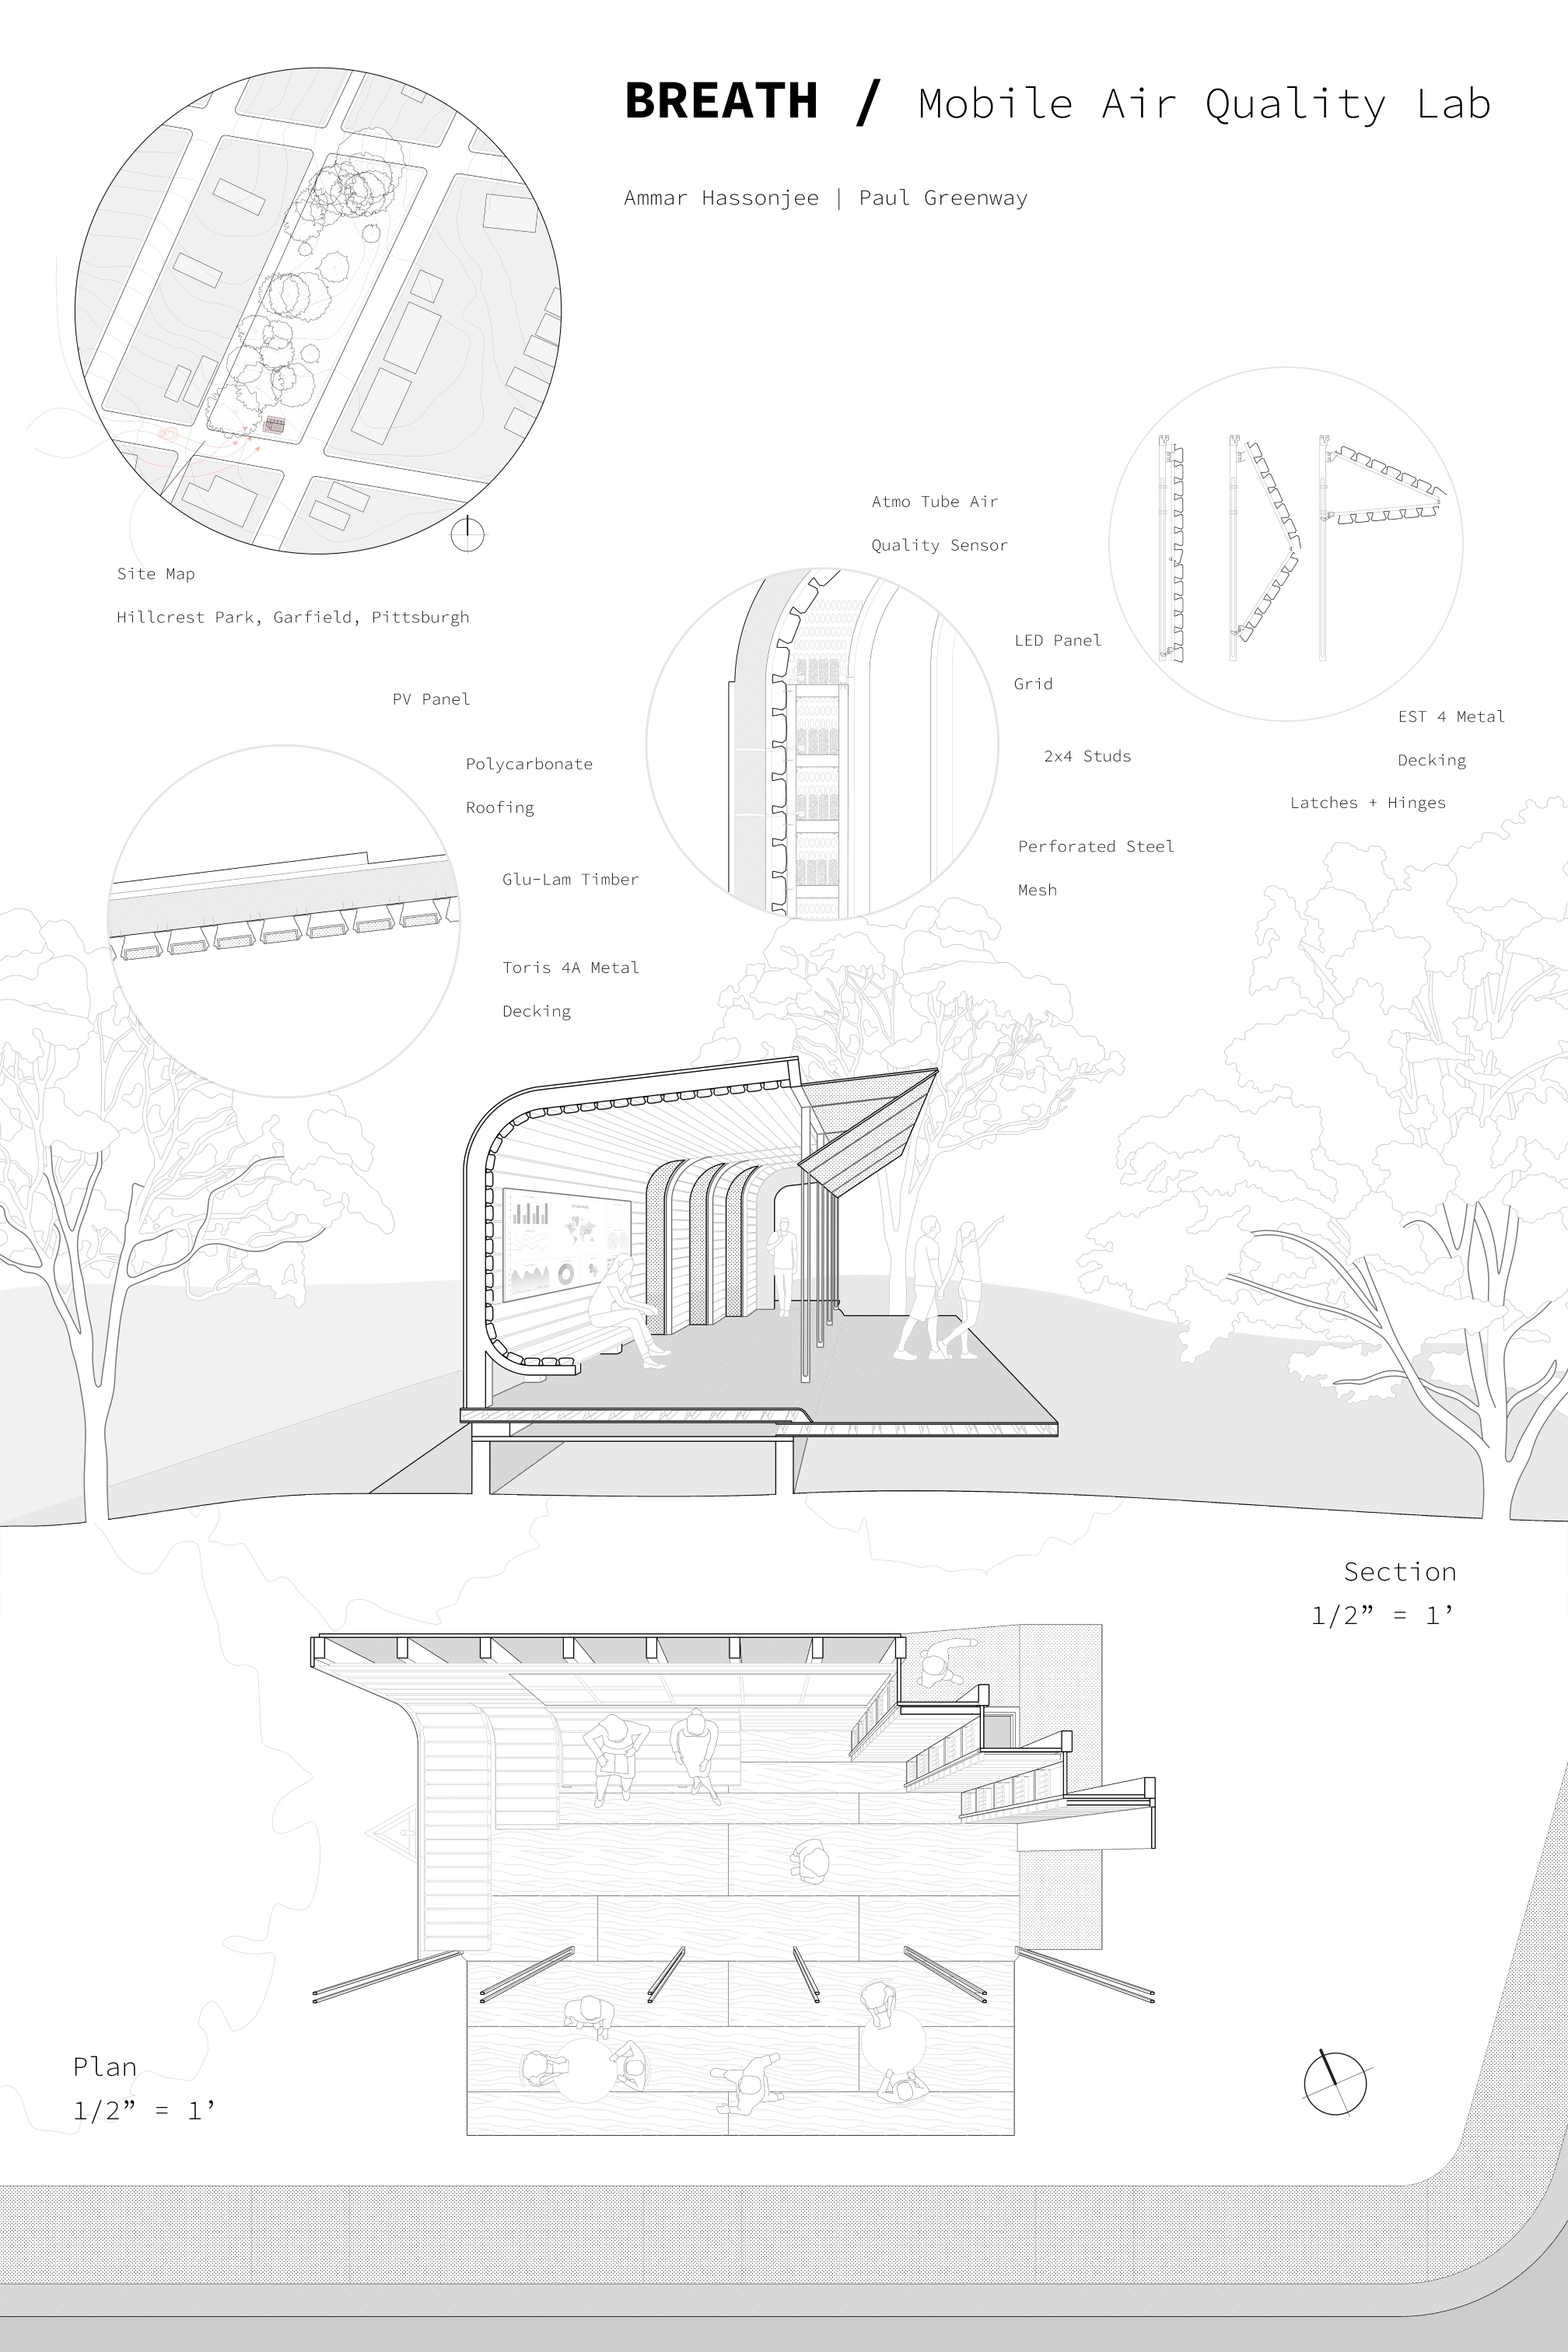 BREATH / Mobile Air Quality Lab
Ammar Hassonjee | Paul Greenway
Site Map
Hillcrest Park, Garfield, Pittsburgh
Atmo Tube Air
Quality Sensor
LED Panel
Grid
2x4 Studs
Perforated Steel
Mesh
EST 4 Metal
Decking
Latches + Hinges
PV Panel
Polycarbonate
Roofing
Glu-Lam Timber
Toris 4A Metal
Decking
Section
1/2” = 1’
Plan
1/2” = 1’